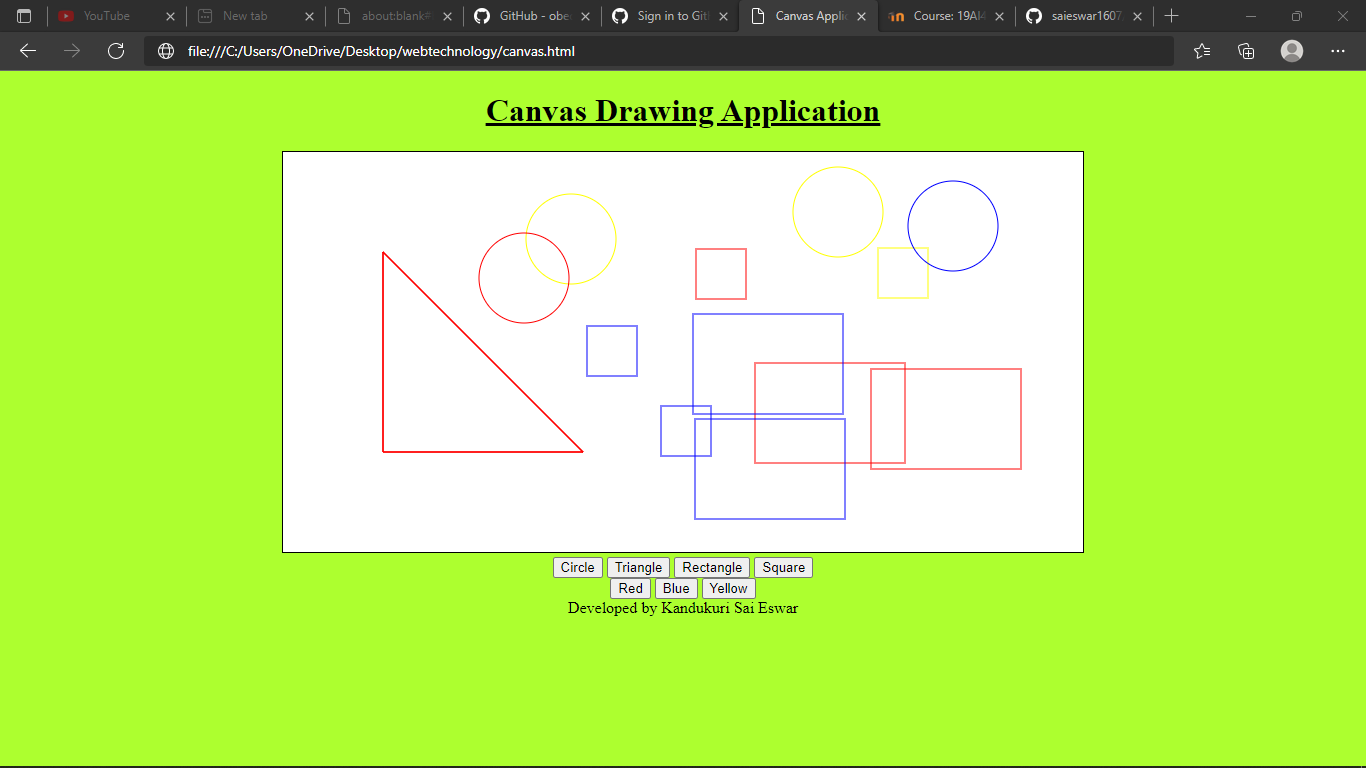 YouTube
New tab
about:blank#
GitHub - obe
Sign in to Git
Canvas Applic
Course: 19AI4
saieswar1607
file:///C:/Users/OneDrive/Desktop/webtechnology/canvas.html
Canvas Drawing Application
Circle Triangle Rectangle Square
Red Blue Yellow
Developed by Kandukuri Sai Eswar